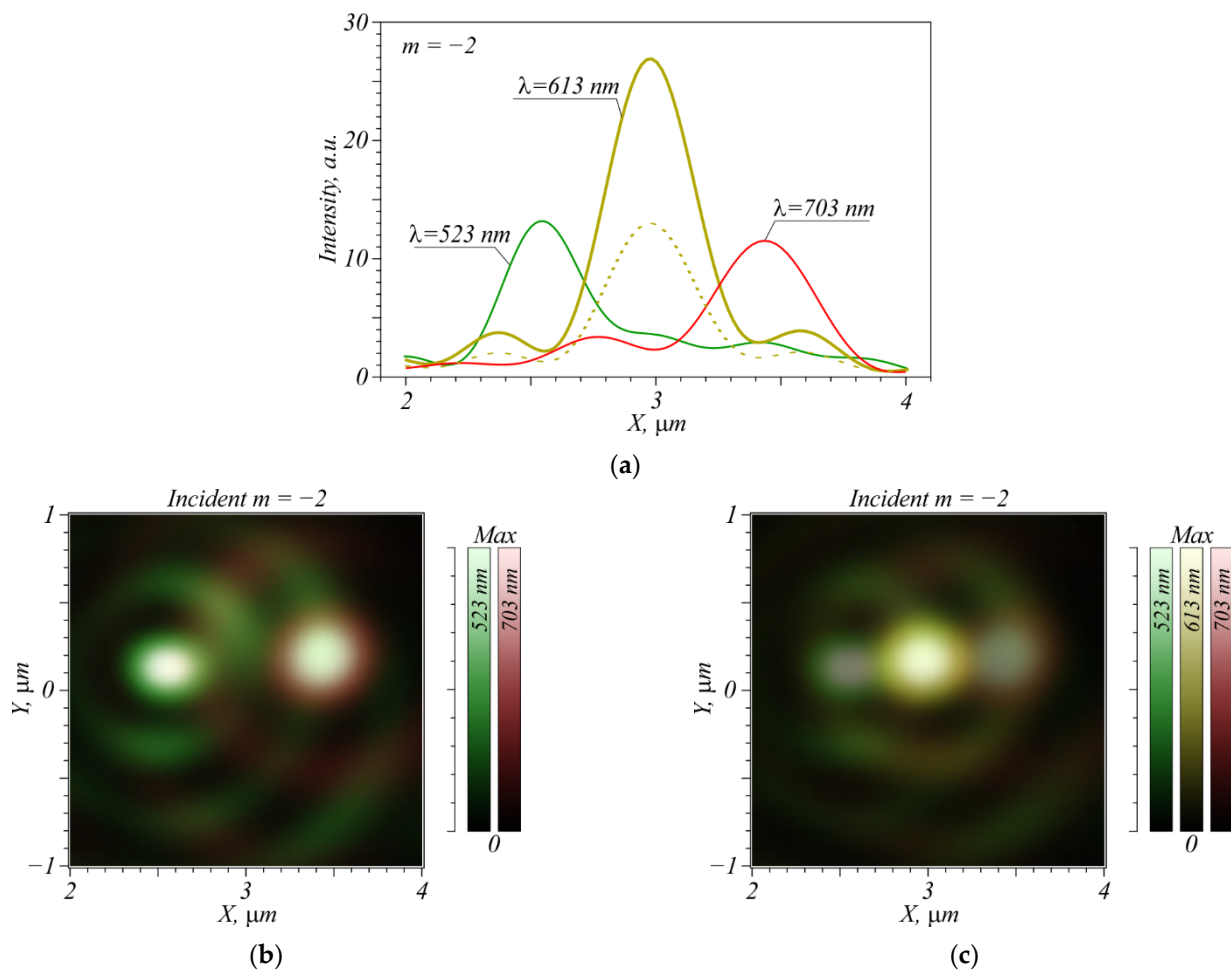 30
m = −2
λ=613 nm
20
Intensity, a.u.
λ=703 nm
λ=523 nm
10
0
2 3 4
X, μm
(a)
Incident m = −2
1
Max
523 nm
703 nm
Y, μm
0
0
−1
2 3 4
X, μm
(b)
Incident m = −2
1
Max
523 nm
613 nm
703 nm
Y, μm
0
0
−1
2 3 4
X, μm
(c)